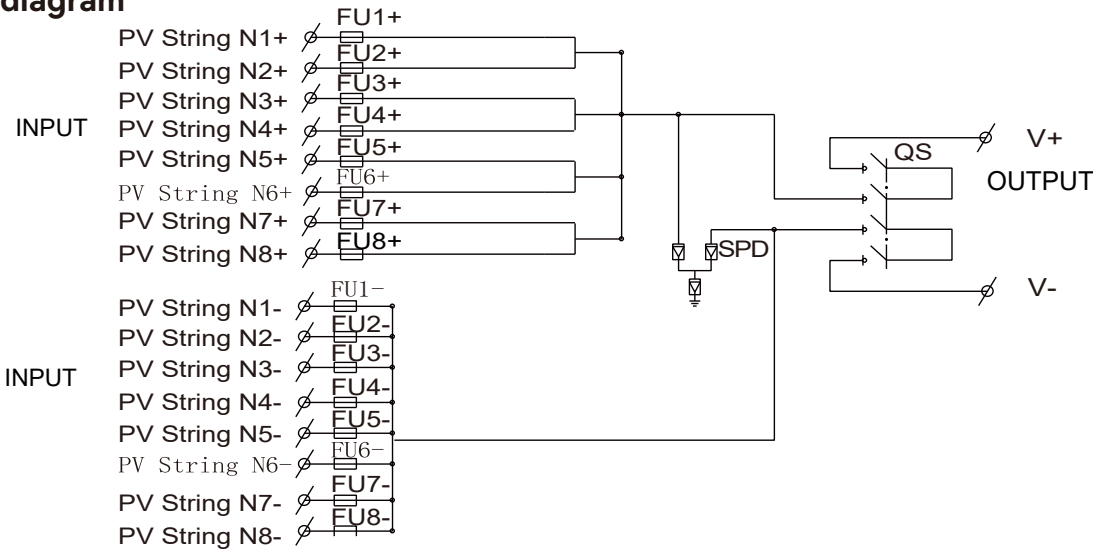 diagram
FU1+
PV String N1+
FU2+
PV String N2+
FU3+
PV String N3+
FU4+
INPUT
PV String N4+
FU5+
PV String N5+
FU6+
PV String N6+
FU7+
PV String N7+
FU8+
PV String N8+
QS
V+
OUTPUT
SPD
V-
FU1-
PV String N1-
FU2-
PV String N2-
FU3-
PV String N3-
INPUT
FU4-
PV String N4-
FU5-
PV String N5-
FU6-
PV String N6-
FU7-
PV String N7-
FU8-
PV String N8-